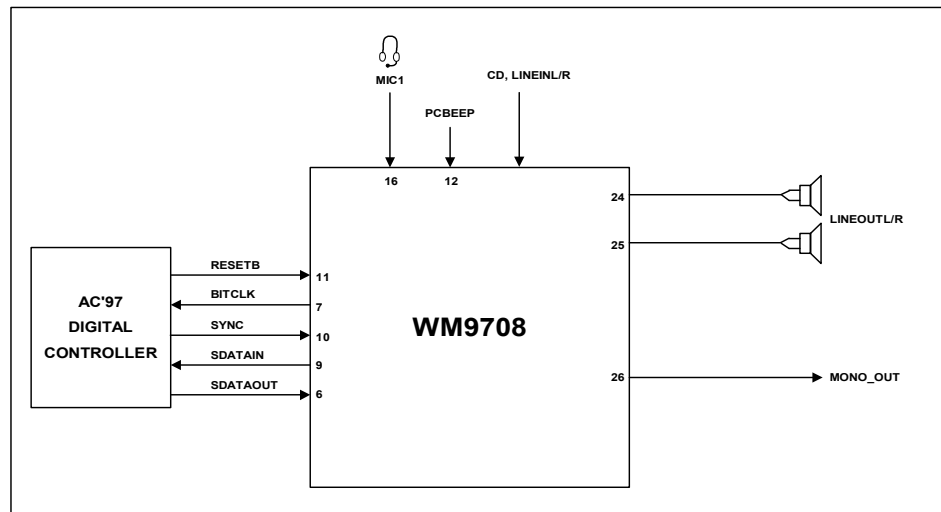 MIC1
CD, LINEINL/R
PCBEEP
16
12
24
LINEOUTL/R
25
RESETB
11
AC'97
DIGITAL
CONTROLLER
BITCLK
7
SYNC
10
SDATAIN
9
SDATAOUT
6
WM9708
26
MONO_OUT